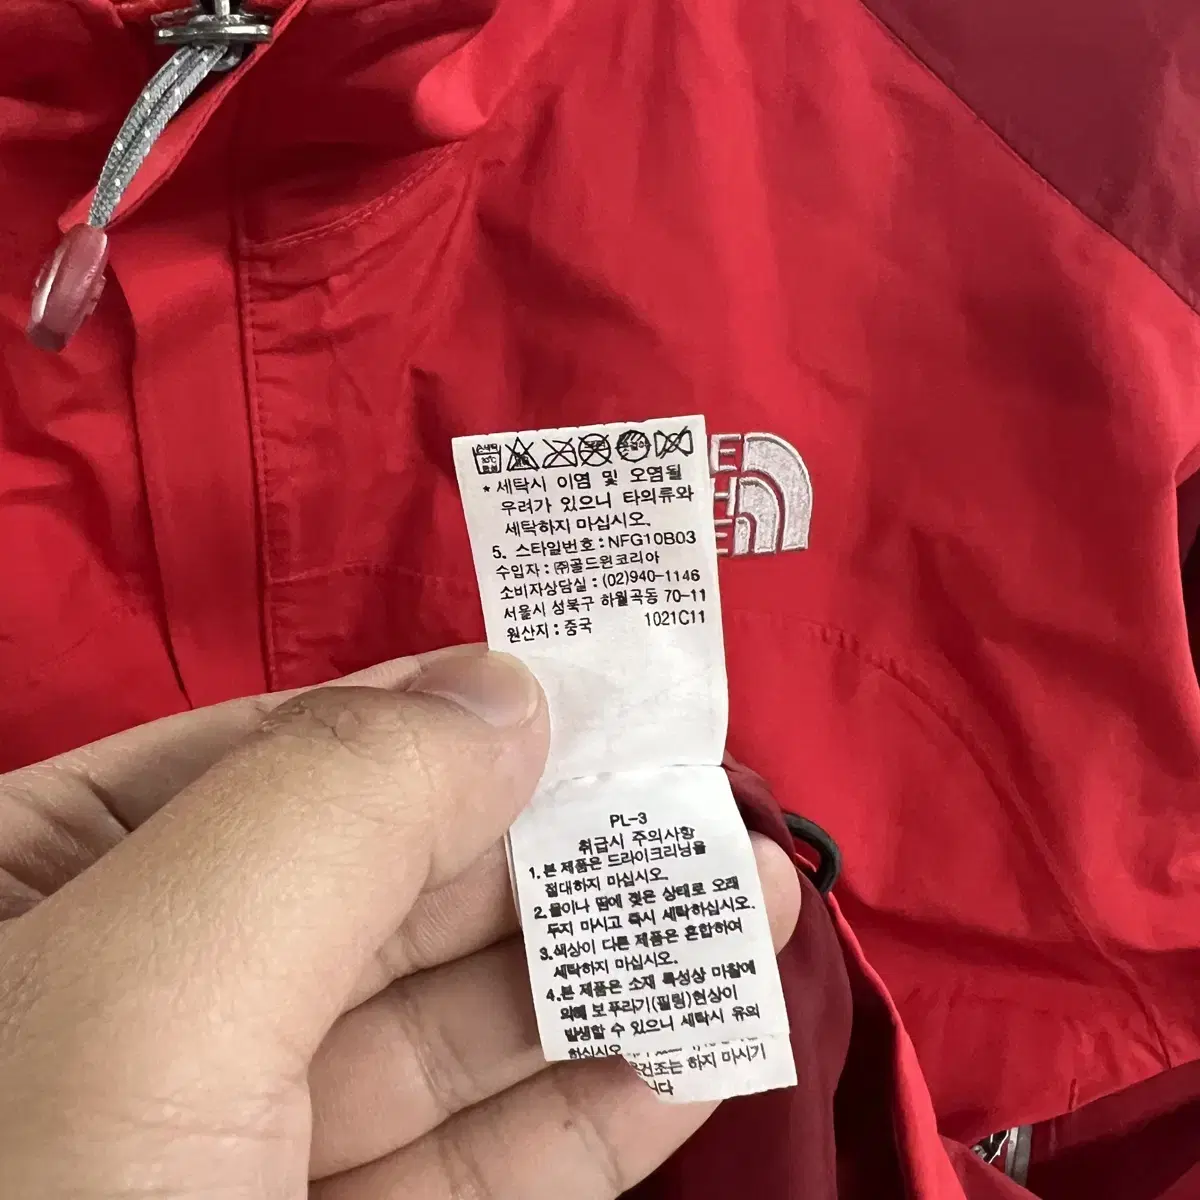 * 세탁시 이염 및 오염될
우려가 있으니 타의류와
세탁하지 마십시오.
5. 스타일번호 : NFG10B03
수입자 : ㈜골드윈코리아
소비자상담실 : (02)940-1146
서울시 성북구 하월곡동 70-11
원산지 : 중국 1021C11
PL-3
취급시 주의사항
1. 본 제품은 드라이크리닝을
절대하지 마십시오.
2. 물이나 땀에 젖은 상태로 오래
두지 마시고 즉시 세탁하십시오.
3. 색상이 다른 제품은 혼합하여
세탁하지 마십시오.
4. 본 제품은 소재 특성상 마찰에
의해 보푸라기(필링)현상이
발생할 수 있으니 세탁시 유의
하십시오
하지 마시기